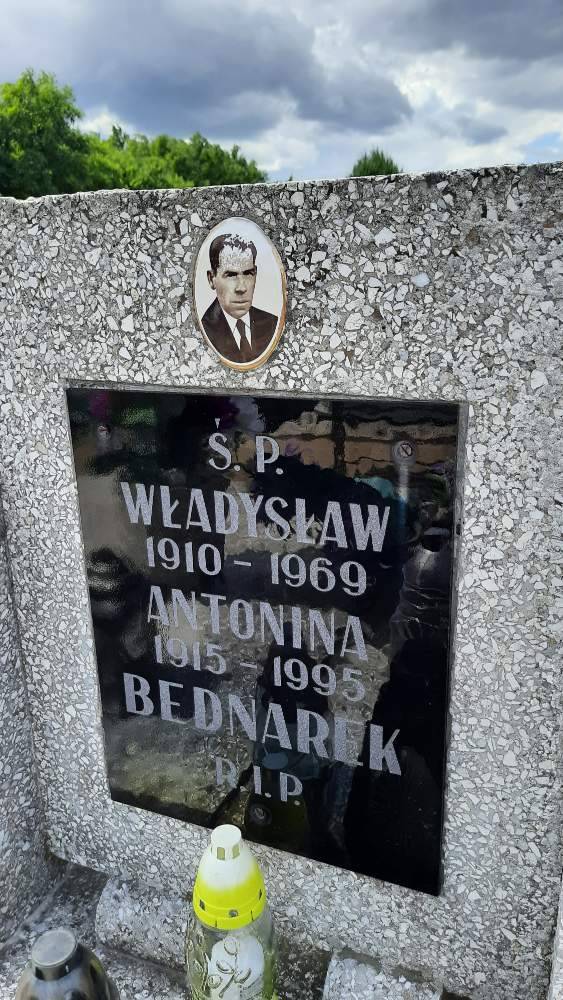 Ś. P.
WŁADYSŁAW
1910 - 1969
ANTONINA
1915 - 1995
BEDNAREK
R.I.P.